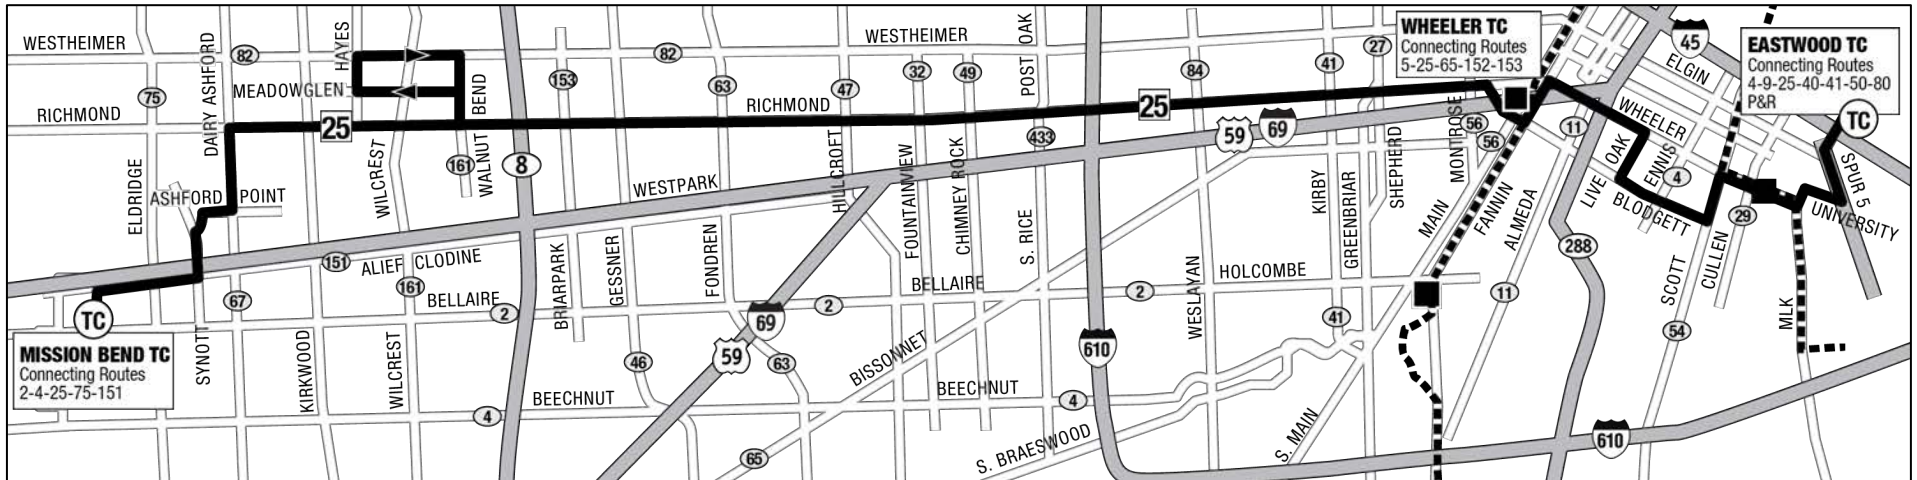 WESTHEIMER
75
DAIRY ASHFORD
82
HAYES
MEADOWGLEN
RICHMOND
25
WILCREST
BEND
WALNUT
161
8
153
82
63
WESTHEIMER
47
RICHMOND
32
49
POST OAK
433
25
84
59
69
41
27
WHEELER TC
Connecting Routes
5-25-65-152-153
45
ELGIN
EASTWOOD TC
Connecting Routes
4-9-25-40-41-50-80
P&R
TC
ELDRIDGE
ASHFORD POINT
WESTPARK
HILLCROFT
FOUNTAINVIEW
CHIMNEY ROCK
S. RICE
KIRBY
GREENBRIAR
SHEPHERD
MONTROSE
56
56
MAIN
FANNIN
ALMEDA
11
WHEELER
LIVE OAK
ENNIS
4
BLODGETT
29
SPUR 5
UNIVERSITY
288
SCOTT
CULLEN
MLK
54
151
ALIEF CLODINE
161
BELLAIRE
2
BRIARPARK
GESSNER
FONDREN
69
59
2
BELLAIRE
2
WESLAYAN
HOLCOMBE
11
41
TC
MISSION BEND TC
Connecting Routes
2-4-25-75-151
67
SYNOTT
KIRKWOOD
WILCREST
46
63
BISSONNET
610
4
BEECHNUT
BEECHNUT
4
65
S. BRAESWOOD
S. MAIN
610